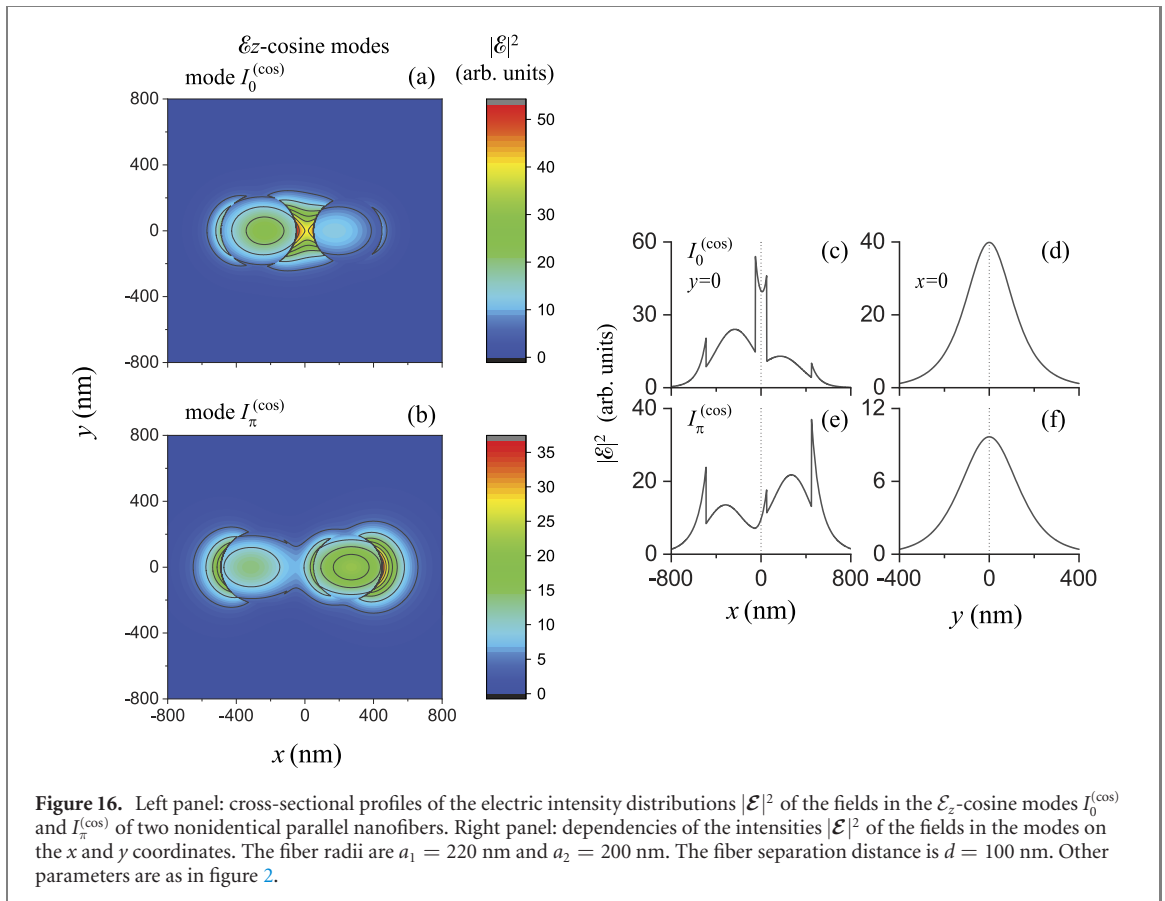 ℰz-cosine modes
|ℰ|²
(arb. units)
mode I₀^(cos)
(a)
800
400
0
-400
-800
50
40
30
20
10
0
mode I_π^(cos)
(b)
800
400
0
-400
-800
-800
-400
0
400
800
35
30
25
20
15
10
5
0
y (nm)
x (nm)
|ℰ|² (arb. units)
60
40
20
0
I₀^(cos)
y=0
(c)
40
30
20
10
0
x=0
(d)
40
20
0
I_π^(cos)
(e)
-800
0
800
x (nm)
12
9
6
3
0
(f)
-400
0
400
y (nm)
Figure 16. Left panel: cross-sectional profiles of the electric intensity distributions |ℰ|² of the fields in the ℰ_z-cosine modes I₀^(cos)
and I_π^(cos) of two nonidentical parallel nanofibers. Right panel: dependencies of the intensities |ℰ|² of the fields in the modes on
the x and y coordinates. The fiber radii are a₁ = 220 nm and a₂ = 200 nm. The fiber separation distance is d = 100 nm. Other
parameters are as in figure 2.